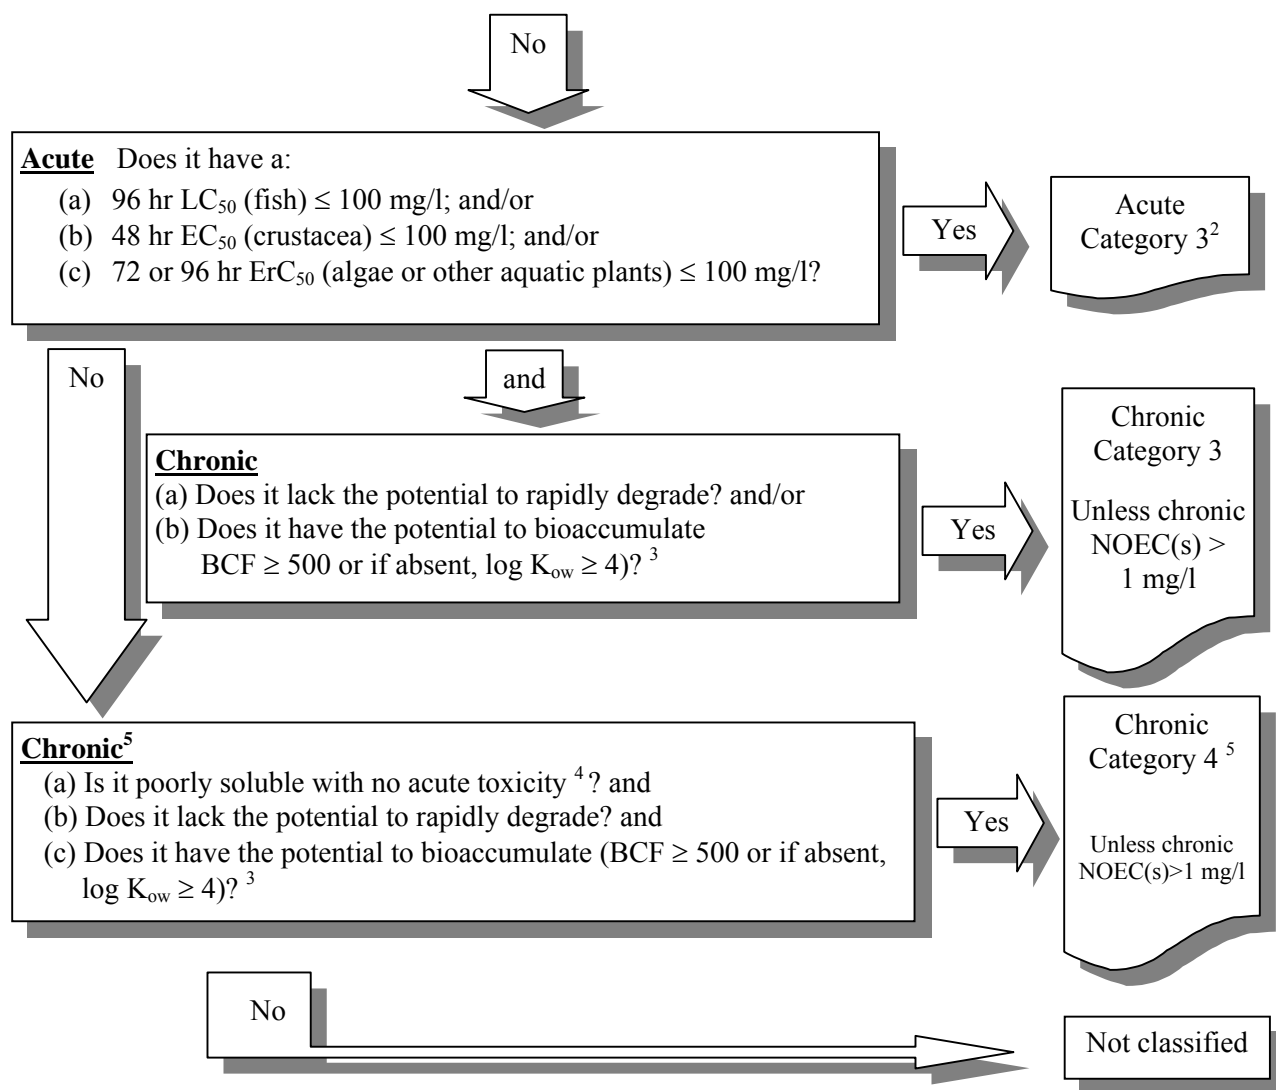 No
Acute Does it have a:
(a) 96 hr LC50 (fish) ≤ 100 mg/l; and/or
(b) 48 hr EC50 (crustacea) ≤ 100 mg/l; and/or
(c) 72 or 96 hr ErC50 (algae or other aquatic plants) ≤ 100 mg/l?
Yes
Acute
Category 3²
No
and
Chronic
(a) Does it lack the potential to rapidly degrade? and/or
(b) Does it have the potential to bioaccumulate
BCF ≥ 500 or if absent, log Kow ≥ 4)? ³
Yes
Chronic
Category 3
Unless chronic
NOEC(s) >
1 mg/l
Chronic⁵
(a) Is it poorly soluble with no acute toxicity ⁴ ? and
(b) Does it lack the potential to rapidly degrade? and
(c) Does it have the potential to bioaccumulate (BCF ≥ 500 or if absent,
log Kow ≥ 4)? ³
Yes
Chronic
Category 4 ⁵
Unless chronic
NOEC(s)>1 mg/l
No
Not classified